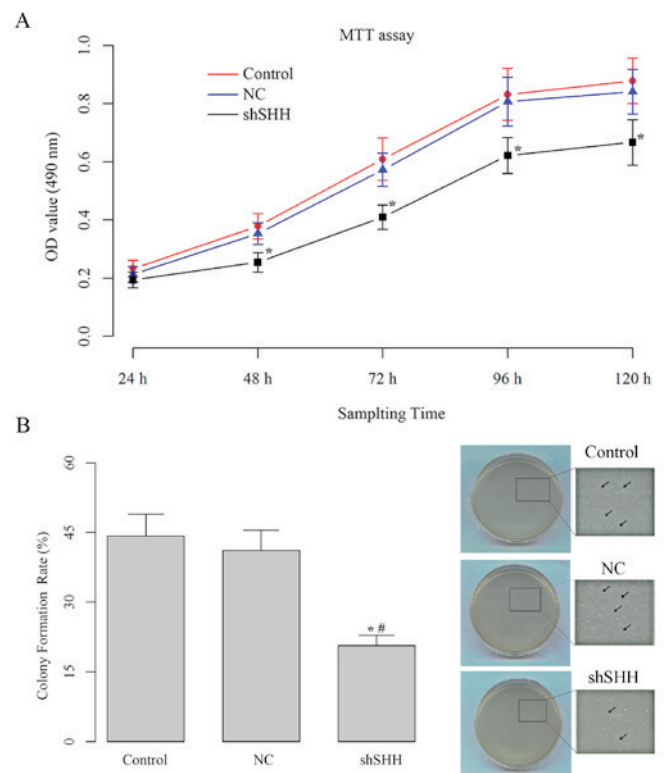 A
MTT assay
OD value (490 nm)
1.0
0.8
0.6
0.4
0.2
0.0
Control
NC
shSHH
*
*
*
*
24 h
48 h
72 h
96 h
120 h
Samplting Time
B
Colony Formation Rate (%)
60
45
30
15
0
* #
Control
NC
shSHH
Control
NC
shSHH